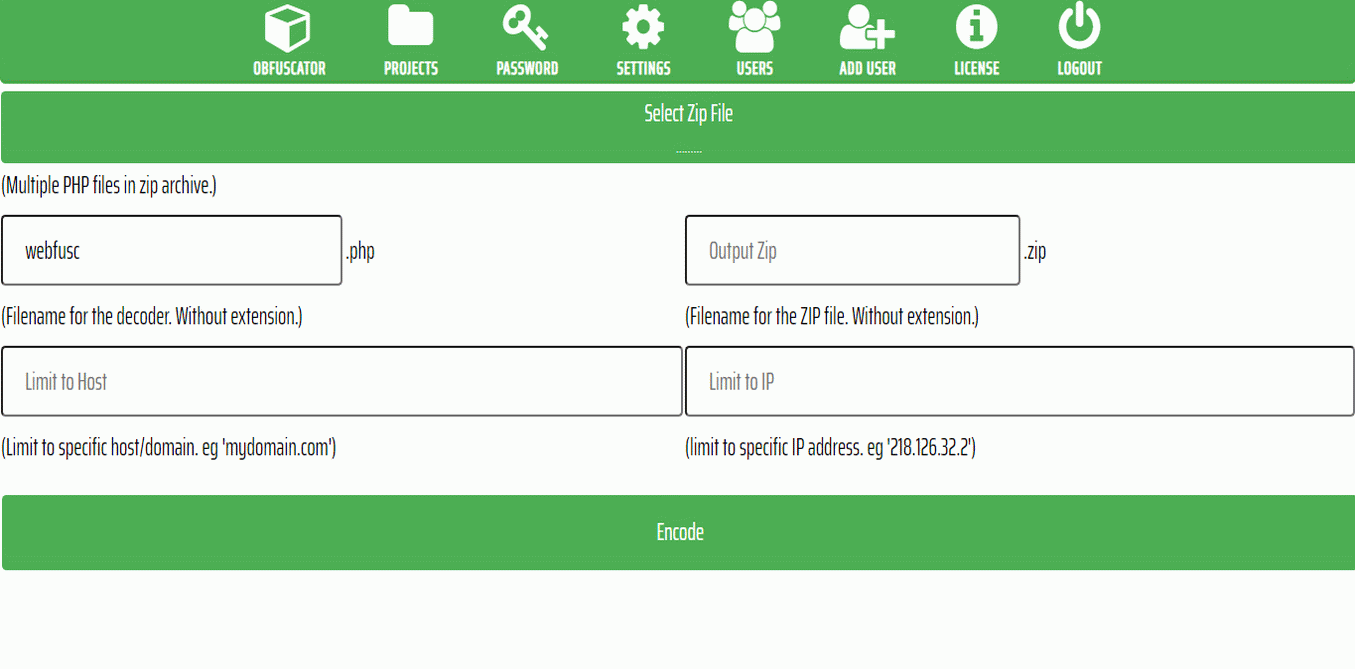 OBFUSCATOR PROJECTS PASSWORD SETTINGS USERS ADD USER LICENSE LOGOUT
Select Zip File
.........
(Multiple PHP files in zip archive.)
webfusc .php Output Zip .zip
(Filename for the decoder. Without extension.) (Filename for the ZIP file. Without extension.)
Limit to Host Limit to IP
(Limit to specific host/domain. eg 'mydomain.com') (limit to specific IP address. eg '218.126.32.2')
Encode